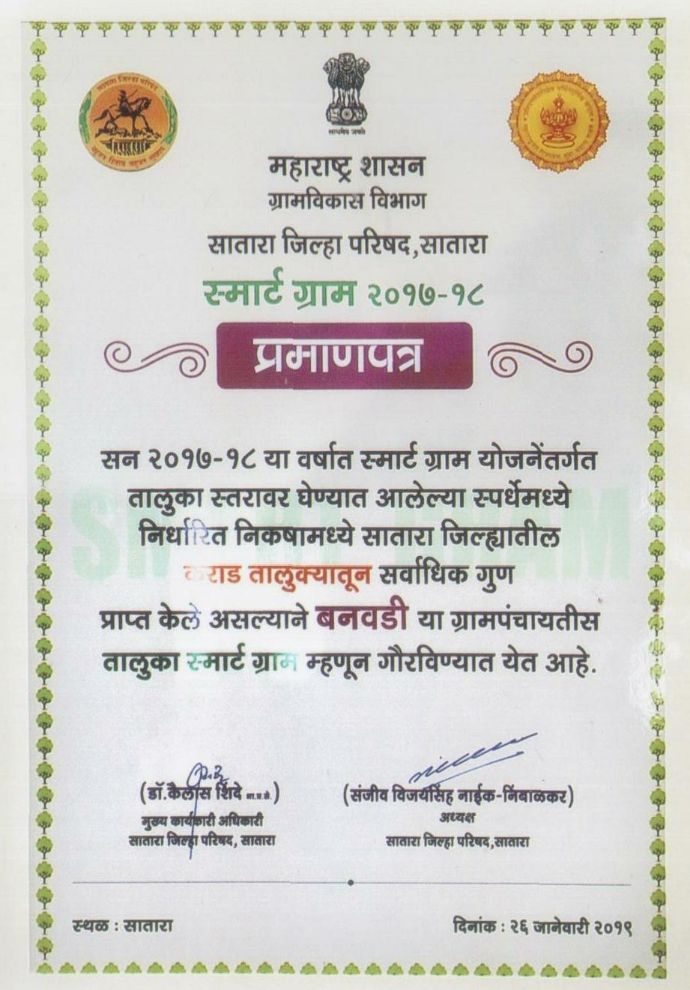 सातारा जिल्हा परिषद
सत्यमेव जयते
महाराष्ट्र शासन
ग्रामविकास विभाग
सातारा जिल्हा परिषद,सातारा
स्मार्ट ग्राम २०१७-१८
प्रमाणपत्र
SMART GRAM
सन २०१७-१८ या वर्षात स्मार्ट ग्राम योजनेंतर्गत
तालुका स्तरावर घेण्यात आलेल्या स्पर्धेमध्ये
निर्धारित निकषामध्ये सातारा जिल्ह्यातील
कराड तालुक्यातून सर्वाधिक गुण
प्राप्त केले असल्याने बनवडी या ग्रामपंचायतीस
तालुका स्मार्ट ग्राम म्हणून गौरविण्यात येत आहे.
(डॉ.कैलास शिंदे भा.प्र.से.)
मुख्य कार्यकारी अधिकारी
सातारा जिल्हा परिषद, सातारा
(संजीव विजयसिंह नाईक-निंबाळकर)
अध्यक्ष
सातारा जिल्हा परिषद,सातारा
स्थळ : सातारा
दिनांक : २६ जानेवारी २०१९